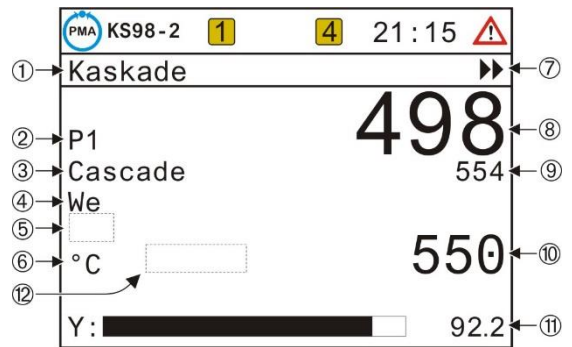 PMA KS98-2 1 4 21:15
① Kaskade ⑦
498 ⑧
② P1
③ Cascade 554 ⑨
④ We
⑤
⑥ °C 550 ⑩
⑫
Y: 92.2 ⑪